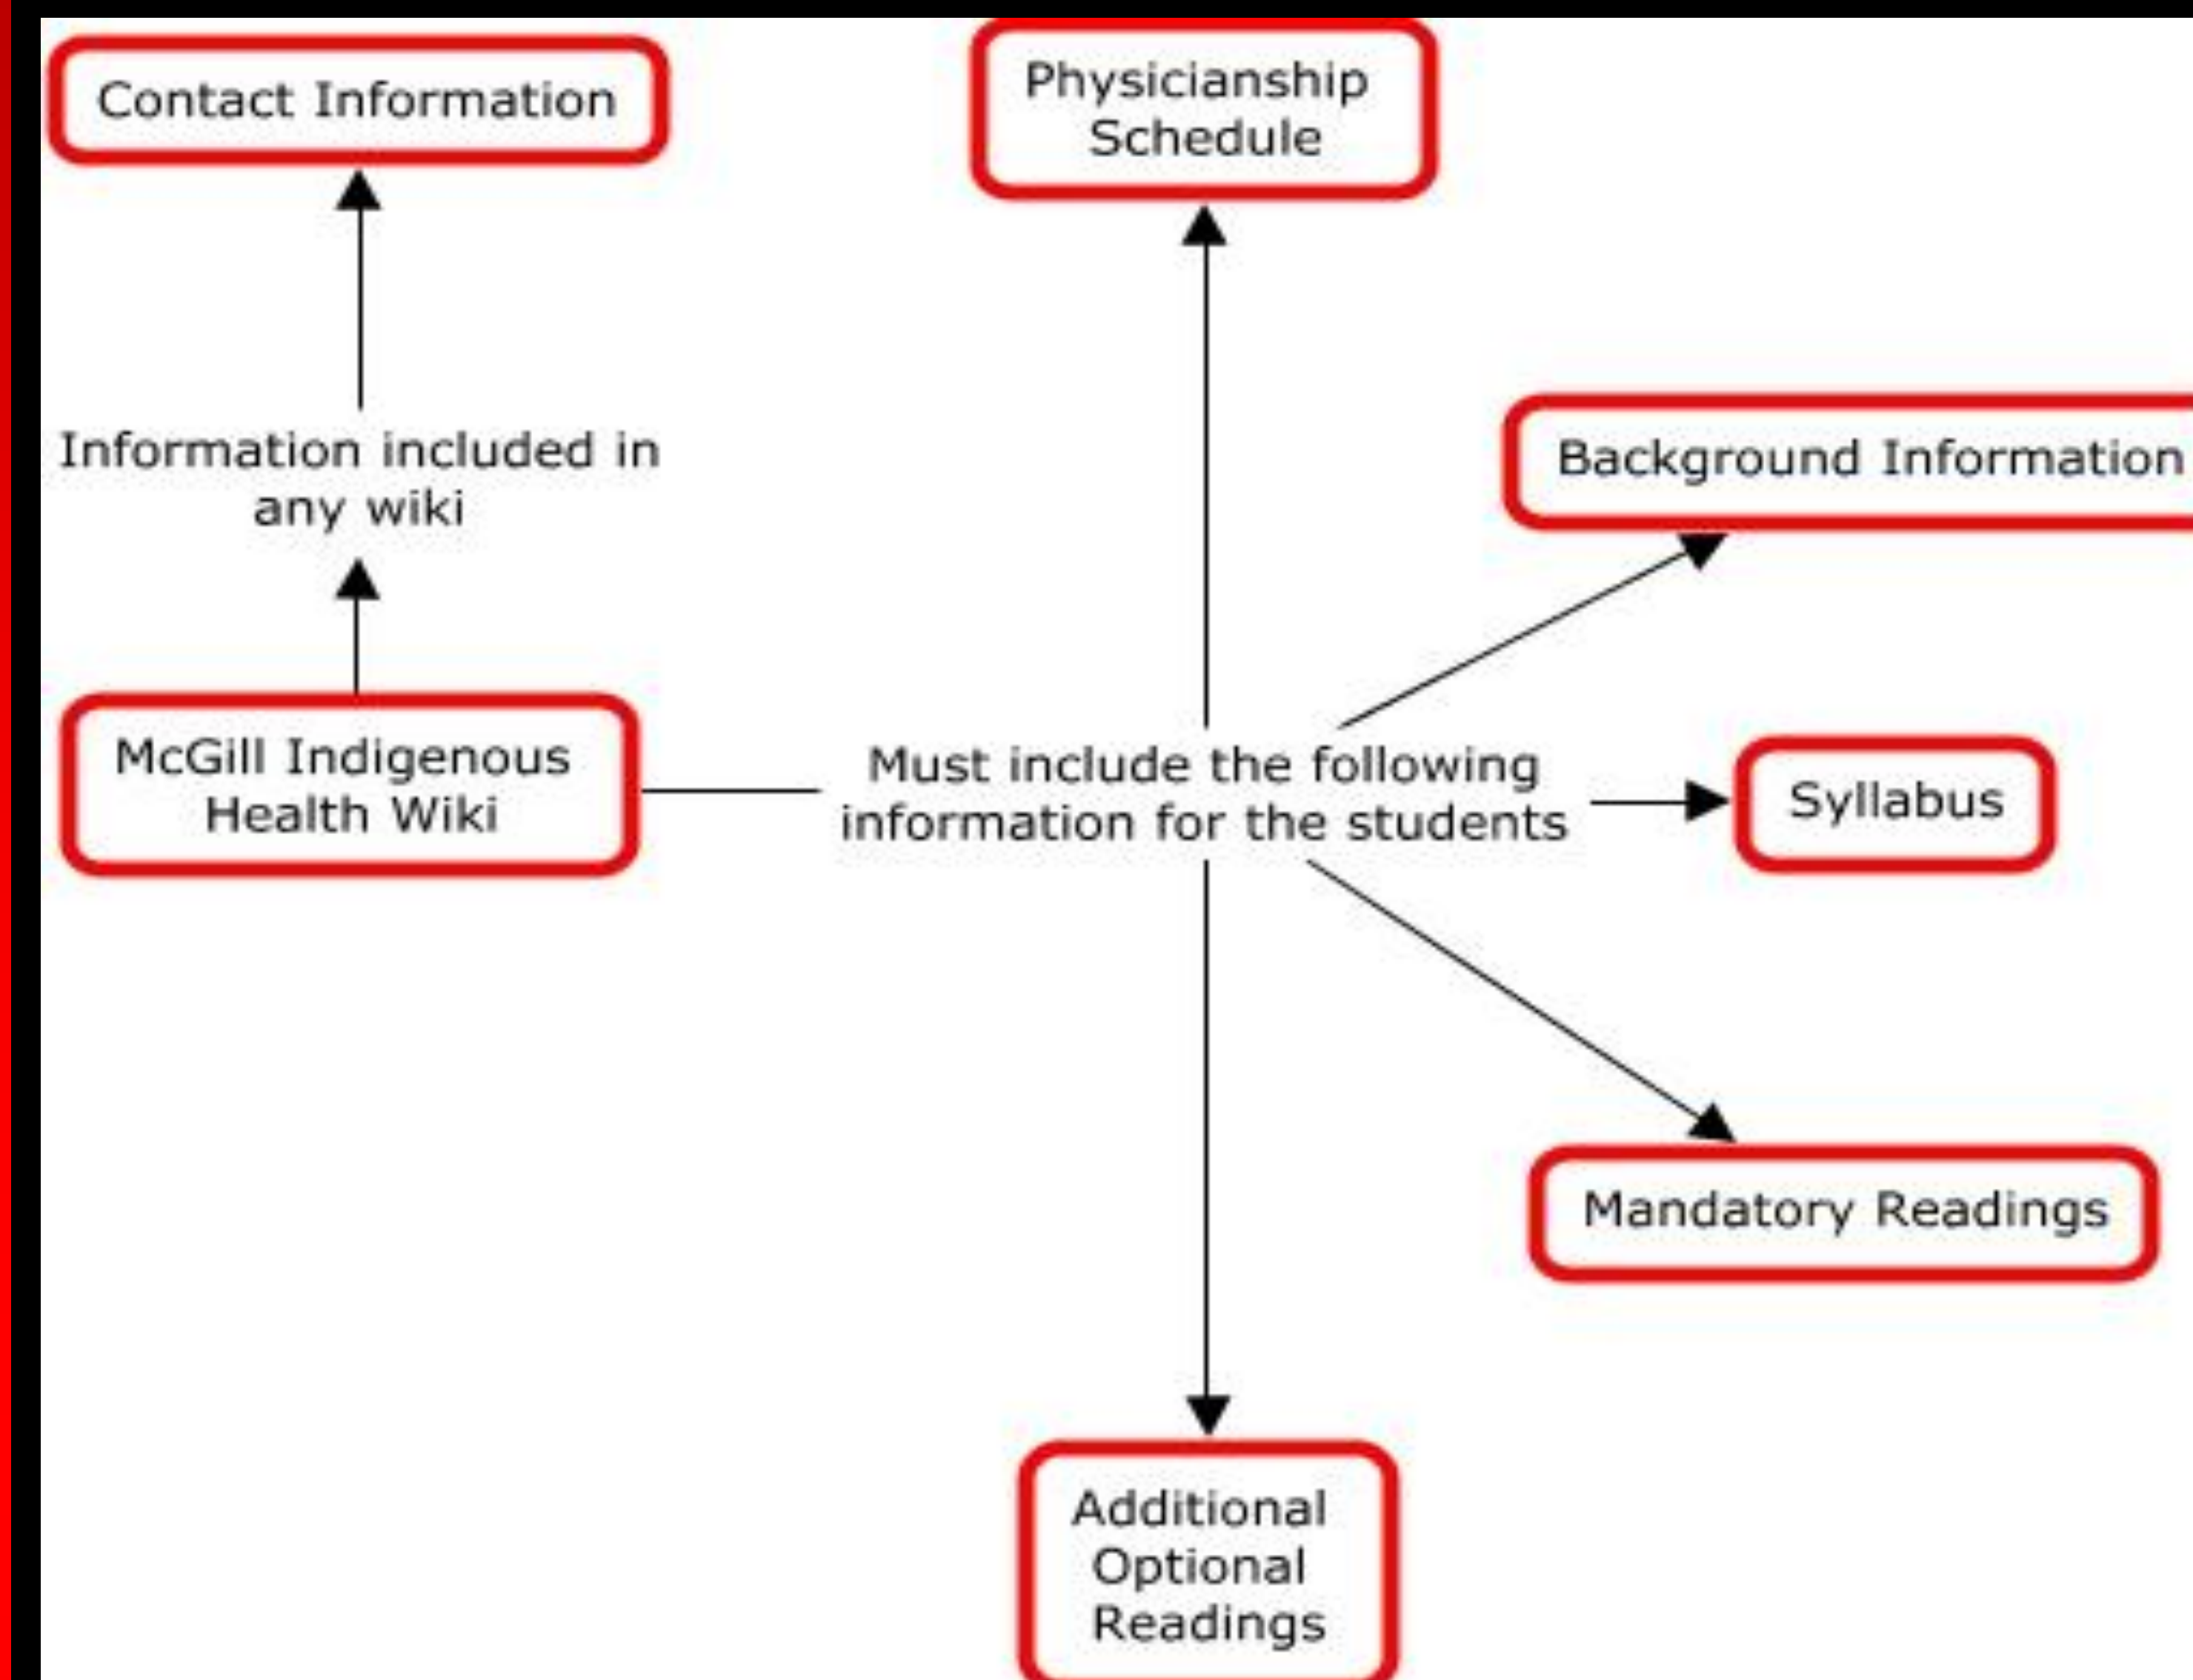 Contact Information
Physicianship
Schedule
Information included in
any wiki
Background Information
McGill Indigenous
Health Wiki
Must include the following
information for the students
Syllabus
Mandatory Readings
Additional
Optional
Readings